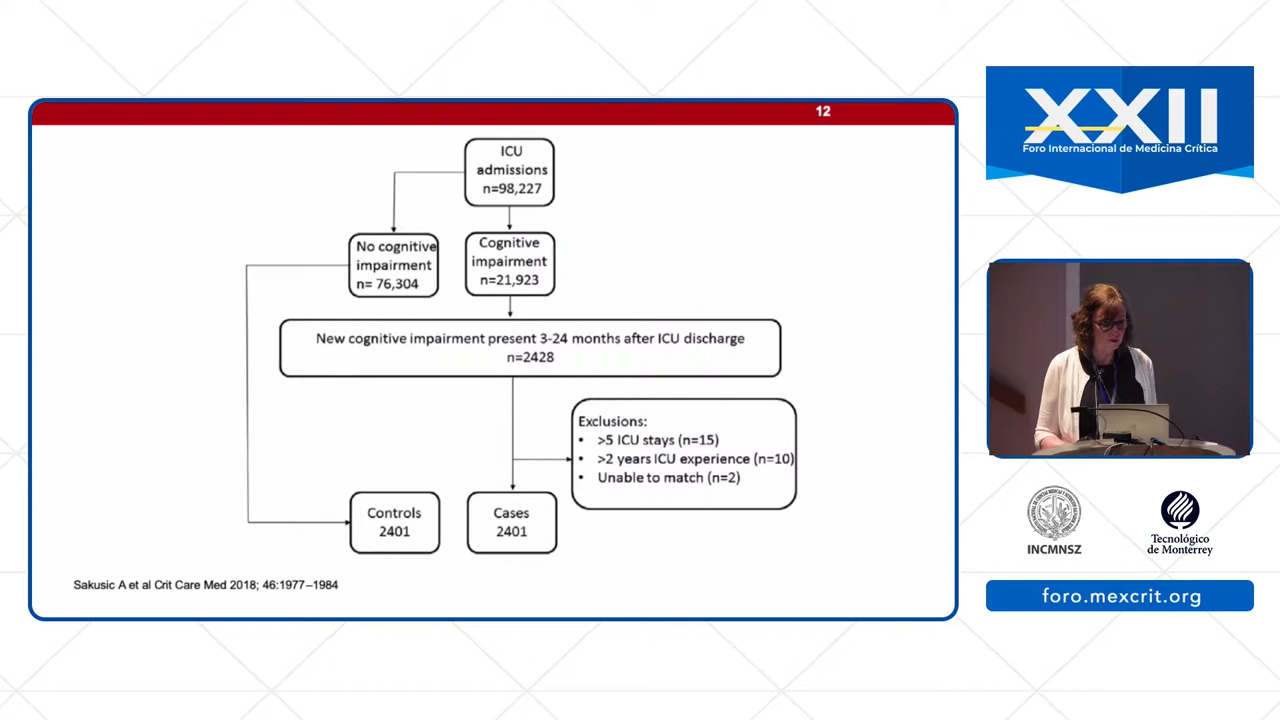 12
ICU
admissions
n=98,227
No cognitive
impairment
n= 76,304
Cognitive
impairment
n=21,923
New cognitive impairment present 3-24 months after ICU discharge
n=2428
Exclusions:
• >5 ICU stays (n=15)
• >2 years ICU experience (n=10)
• Unable to match (n=2)
Controls
2401
Cases
2401
Sakusic A et al Crit Care Med 2018; 46:1977–1984
XXII
Foro Internacional de Medicina Crítica
INCMNSZ
Tecnológico
de Monterrey
foro.mexcrit.org